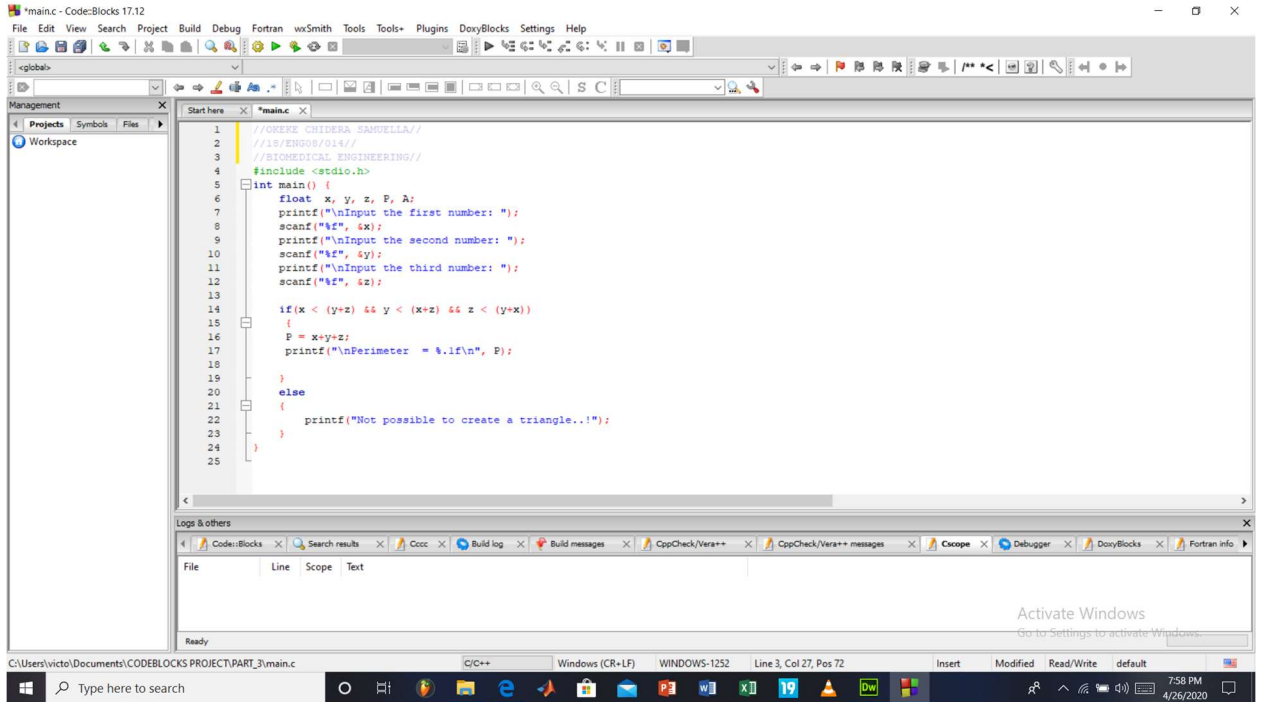 *main.c - Code::Blocks 17.12
File Edit View Search Project Build Debug Fortran wxSmith Tools Tools+ Plugins DoxyBlocks Settings Help
<global>
/** *<
S C
Management
Projects Symbols Files
Workspace
Start here *main.c
1 //OKEKE CHIDERA SAMUELLA//
2 //18/ENG08/014//
3 //BIOMEDICAL ENGINEERING//
4 #include <stdio.h>
5 int main() {
6 float x, y, z, P, A;
7 printf("\nInput the first number: ");
8 scanf("%f", &x);
9 printf("\nInput the second number: ");
10 scanf("%f", &y);
11 printf("\nInput the third number: ");
12 scanf("%f", &z);
13
14 if(x < (y+z) && y < (x+z) && z < (y+x))
15 {
16 P = x+y+z;
17 printf("\nPerimeter  = %.1f\n", P);
18
19 }
20 else
21 {
22 printf("Not possible to create a triangle..!");
23 }
24 }
25
Logs & others
Code::Blocks Search results Cccc Build log Build messages CppCheck/Vera++ CppCheck/Vera++ messages Cscope Debugger DoxyBlocks Fortran info
File Line Scope Text
Activate Windows
Go to Settings to activate Windows.
Ready
C:\Users\victo\Documents\CODEBLOCKS PROJECT\PART_3\main.c C/C++ Windows (CR+LF) WINDOWS-1252 Line 3, Col 27, Pos 72 Insert Modified Read/Write default
Type here to search 19 Dw 7:58 PM
4/26/2020